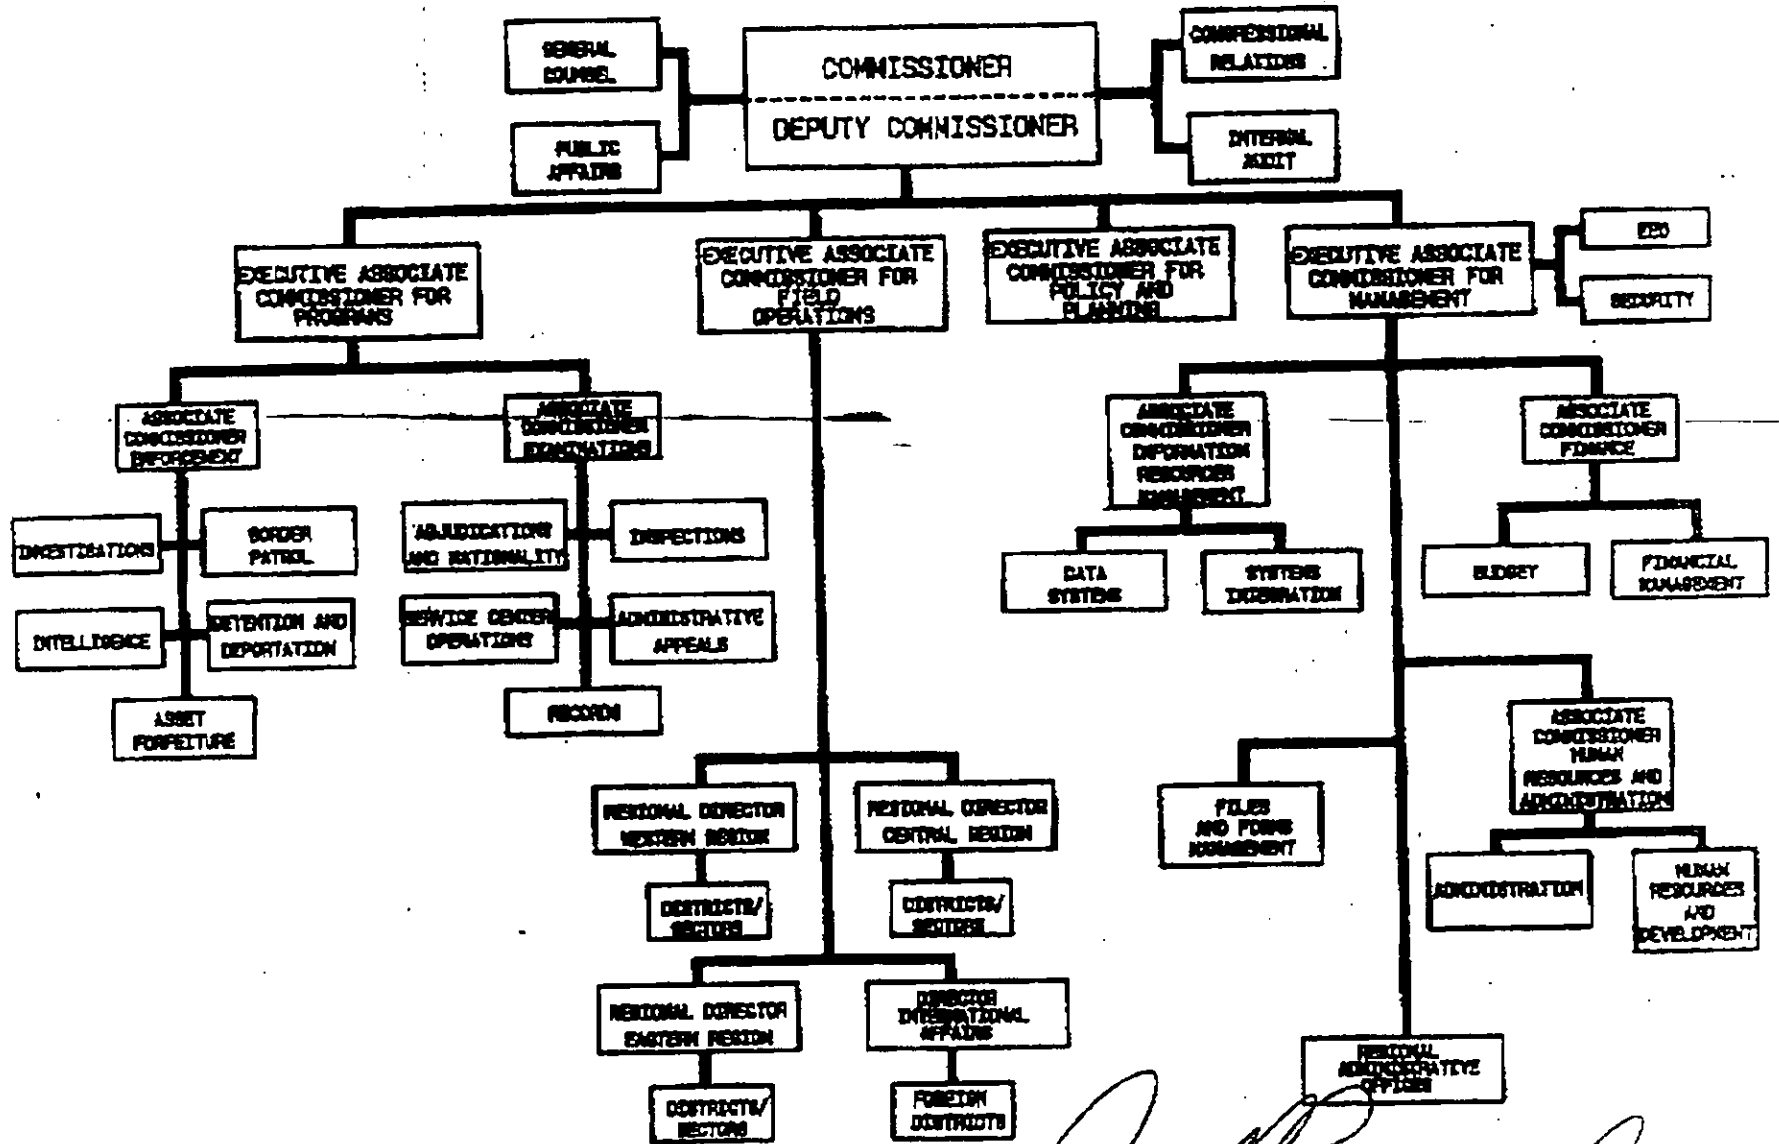 GENERAL
COUNSEL
COMMISSIONER
DEPUTY COMMISSIONER
CONGRESSIONAL
RELATIONS
PUBLIC
AFFAIRS
INTERNAL
AUDIT
EXECUTIVE ASSOCIATE
COMMISSIONER FOR
PROGRAMS
EXECUTIVE ASSOCIATE
COMMISSIONER FOR
FIELD
OPERATIONS
EXECUTIVE ASSOCIATE
COMMISSIONER FOR
POLICY AND
PLANNING
EXECUTIVE ASSOCIATE
COMMISSIONER FOR
MANAGEMENT
EEO
SECURITY
ASSOCIATE
COMMISSIONER
ENFORCEMENT
ASSOCIATE
COMMISSIONER
EXAMINATIONS
ASSOCIATE
COMMISSIONER
INFORMATION
RESOURCES
MANAGEMENT
ASSOCIATE
COMMISSIONER
FINANCE
INVESTIGATIONS
BORDER
PATROL
ADJUDICATIONS
AND NATIONALITY
INSPECTIONS
DATA
SYSTEMS
SYSTEMS
INTEGRATION
BUDGET
FINANCIAL
MANAGEMENT
INTELLIGENCE
DETENTION AND
DEPORTATION
SERVICE CENTER
OPERATIONS
ADMINISTRATIVE
APPEALS
ASSET
FORFEITURE
RECORDS
ASSOCIATE
COMMISSIONER
HUMAN
RESOURCES AND
ADMINISTRATION
REGIONAL DIRECTOR
WESTERN REGION
REGIONAL DIRECTOR
CENTRAL REGION
FILES
AND FORMS
MANAGEMENT
ADMINISTRATION
HUMAN
RESOURCES
AND
DEVELOPMENT
DISTRICTS/
SECTORS
DISTRICTS/
SECTORS
REGIONAL DIRECTOR
EASTERN REGION
DIRECTOR
INTERNATIONAL
AFFAIRS
REGIONAL
ADMINISTRATIVE
OFFICES
DISTRICTS/
SECTORS
FOREIGN
DISTRICTS